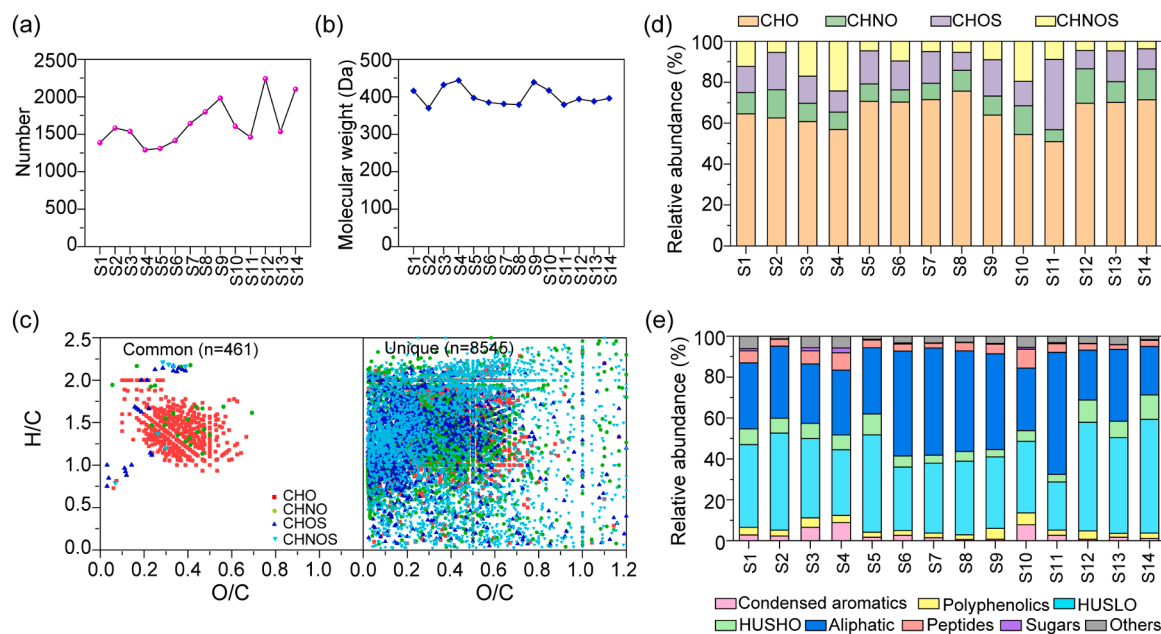 (a)
Number
2500
2000
1500
1000
500
0
S1 S2 S3 S4 S5 S6 S7 S8 S9 S10 S11 S12 S13 S14
(b)
Molecular weight (Da)
500
400
300
200
100
0
S1 S2 S3 S4 S5 S6 S7 S8 S9 S10 S11 S12 S13 S14
(c)
H/C
2.5
2.0
1.5
1.0
0.5
0.0
Common (n=461)
CHO
CHNO
CHOS
CHNOS
0.0 0.2 0.4 0.6 0.8 1.0
O/C
Unique (n=8545)
0.0 0.2 0.4 0.6 0.8 1.0 1.2
O/C
(d)
CHO CHNO CHOS CHNOS
Relative abundance (%)
100
80
60
40
20
0
S1 S2 S3 S4 S5 S6 S7 S8 S9 S10 S11 S12 S13 S14
(e)
Relative abundance (%)
100
80
60
40
20
0
S1 S2 S3 S4 S5 S6 S7 S8 S9 S10 S11 S12 S13 S14
Condensed aromatics Polyphenolics HUSLO
HUSHO Aliphatic Peptides Sugars Others